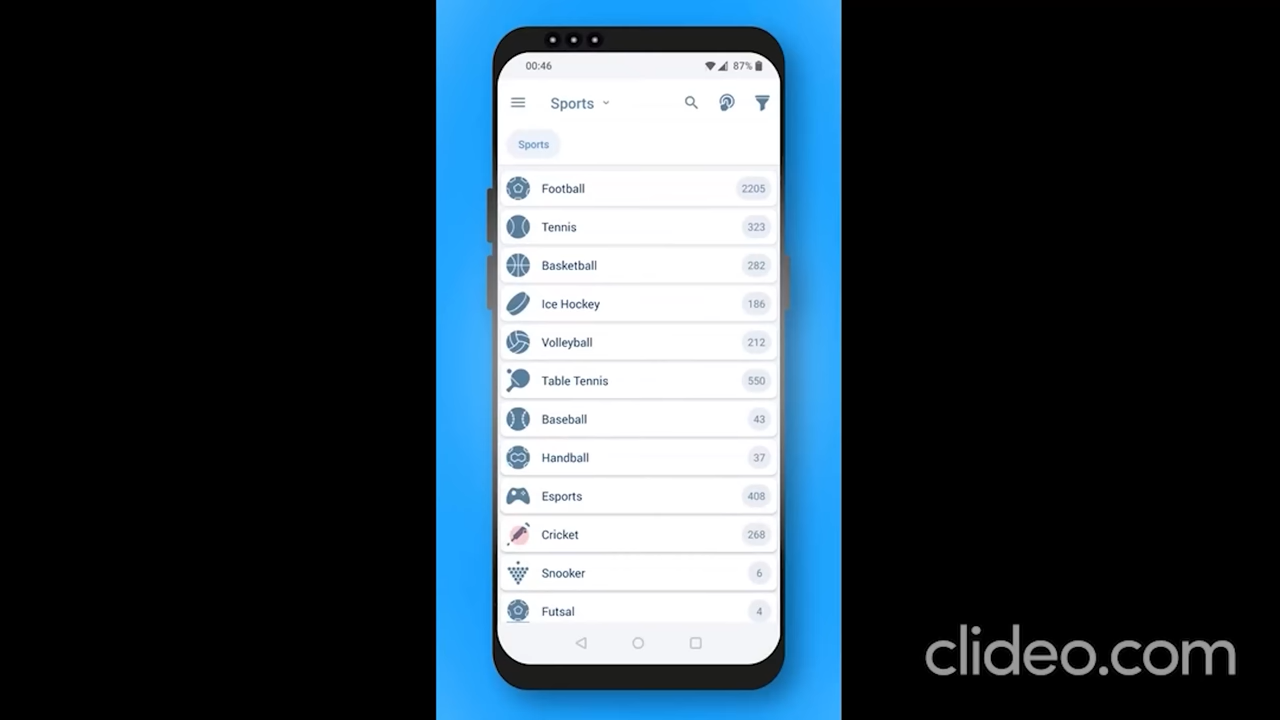 00:46 87%
Sports
Sports
Football 2205
Tennis 323
Basketball 282
Ice Hockey 186
Volleyball 212
Table Tennis 550
Baseball 43
Handball 37
Esports 408
Cricket 268
Snooker 6
Futsal 4
clideo.com